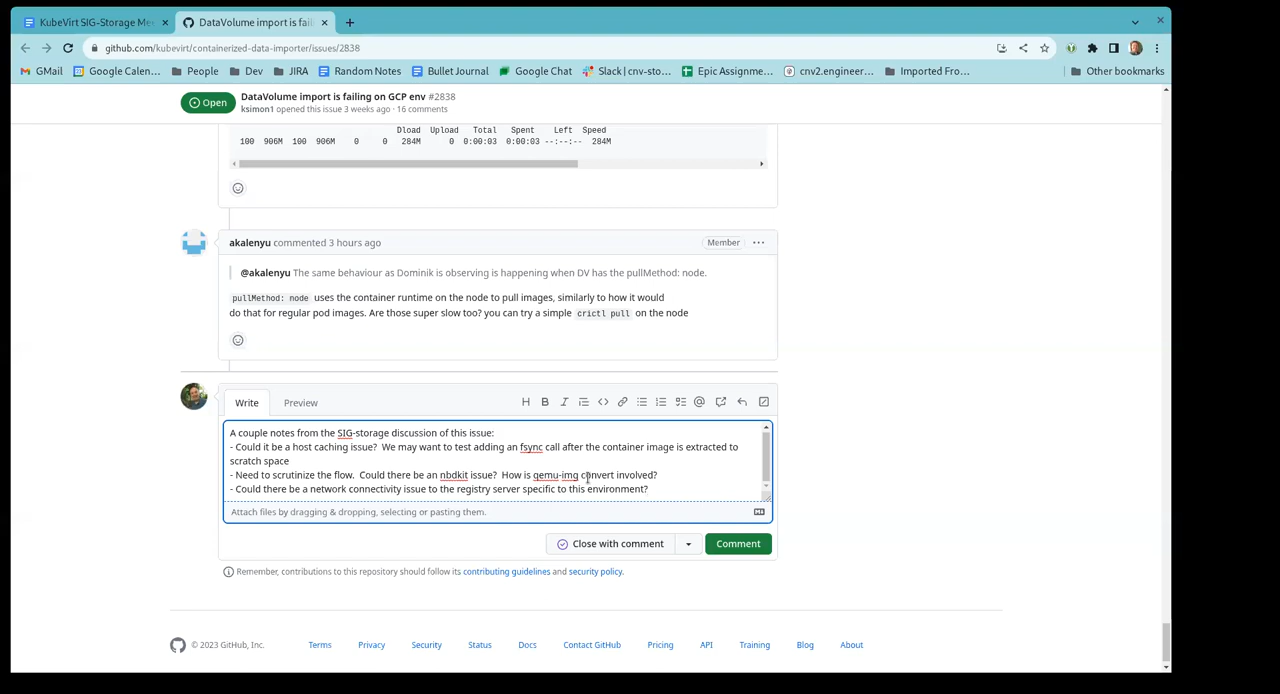 KubeVirt SIG-Storage Me
DataVolume import is fail
github.com/kubevirt/containerized-data-importer/issues/2838
GMail
Google Calen...
People
Dev
JIRA
Random Notes
Bullet Journal
Google Chat
Slack | cnv-sto...
Epic Assignme...
cnv2.engineer...
Imported Fro...
Other bookmarks
Open
DataVolume import is failing on GCP env #2838
ksimon1 opened this issue 3 weeks ago · 16 comments
Dload Upload Total Spent Left Speed
100 906M 100 906M 0 0 284M 0 0:00:03 0:00:03 --:--:-- 284M
akalenyu commented 3 hours ago
Member
@akalenyu The same behaviour as Dominik is observing is happening when DV has the pullMethod: node.
pullMethod: node uses the container runtime on the node to pull images, similarly to how it would
do that for regular pod images. Are those super slow too? you can try a simple crictl pull on the node
Write
Preview
A couple notes from the SIG-storage discussion of this issue:
- Could it be a host caching issue? We may want to test adding an fsync call after the container image is extracted to
scratch space
- Need to scrutinize the flow. Could there be an nbdkit issue? How is qemu-img convert involved?
- Could there be a network connectivity issue to the registry server specific to this environment?
Attach files by dragging & dropping, selecting or pasting them.
Close with comment
Comment
Remember, contributions to this repository should follow its contributing guidelines and security policy.
© 2023 GitHub, Inc.
Terms
Privacy
Security
Status
Docs
Contact GitHub
Pricing
API
Training
Blog
About